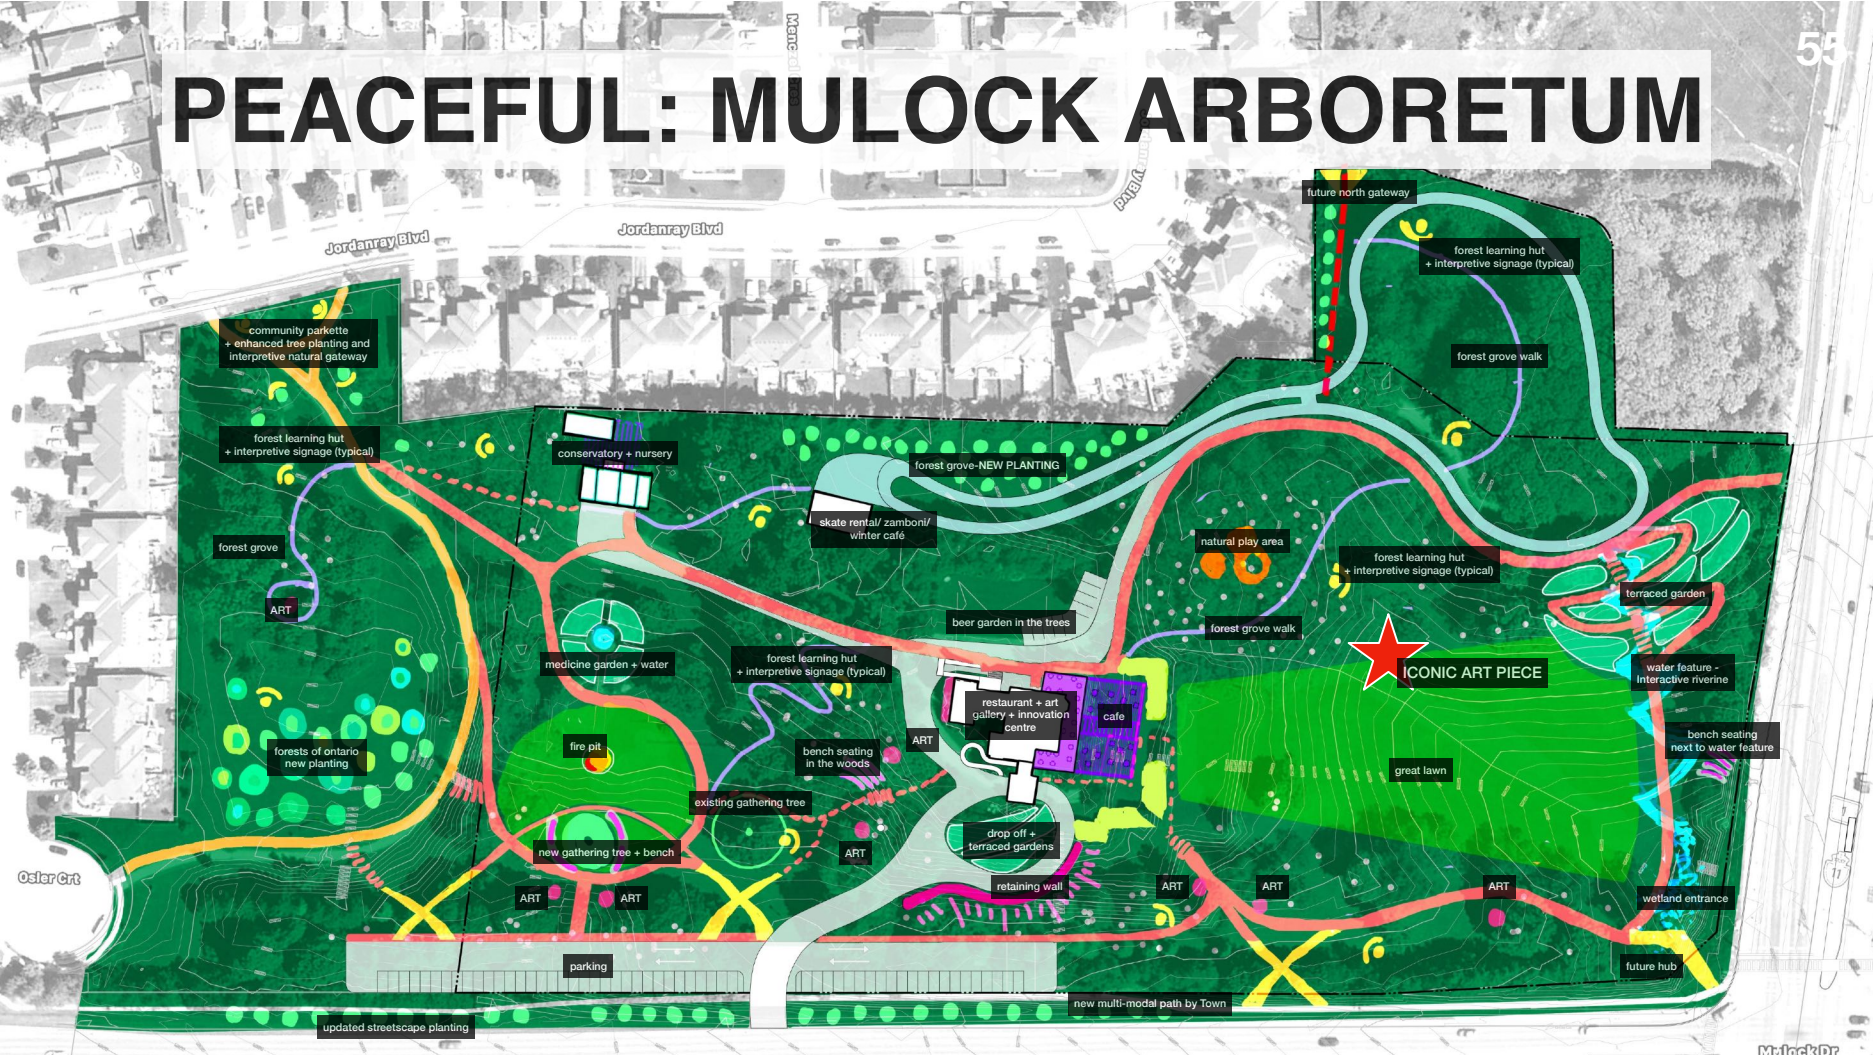 55
PEACEFUL: MULOCK ARBORETUM
future north gateway
Jordanray Blvd
Jordanray Blvd
forest learning hut
+ interpretive signage (typical)
community parkette
+ enhanced tree planting and
interpretive natural gateway
forest grove walk
forest learning hut
+ interpretive signage (typical)
conservatory + nursery
forest grove-NEW PLANTING
skate rental/ zamboni/
winter café
natural play area
forest grove
forest learning hut
+ interpretive signage (typical)
terraced garden
ART
beer garden in the trees
forest grove walk
medicine garden + water
forest learning hut
+ interpretive signage (typical)
ICONIC ART PIECE
water feature -
Interactive riverine
restaurant + art
gallery + innovation
centre
cafe
fire pit
ART
bench seating
next to water feature
forests of ontario
new planting
bench seating
in the woods
great lawn
existing gathering tree
drop off +
terraced gardens
new gathering tree + bench
ART
Osler Crt
retaining wall
ART
ART
ART
ART
ART
wetland entrance
parking
future hub
new multi-modal path by Town
updated streetscape planting
11
Mulock Dr